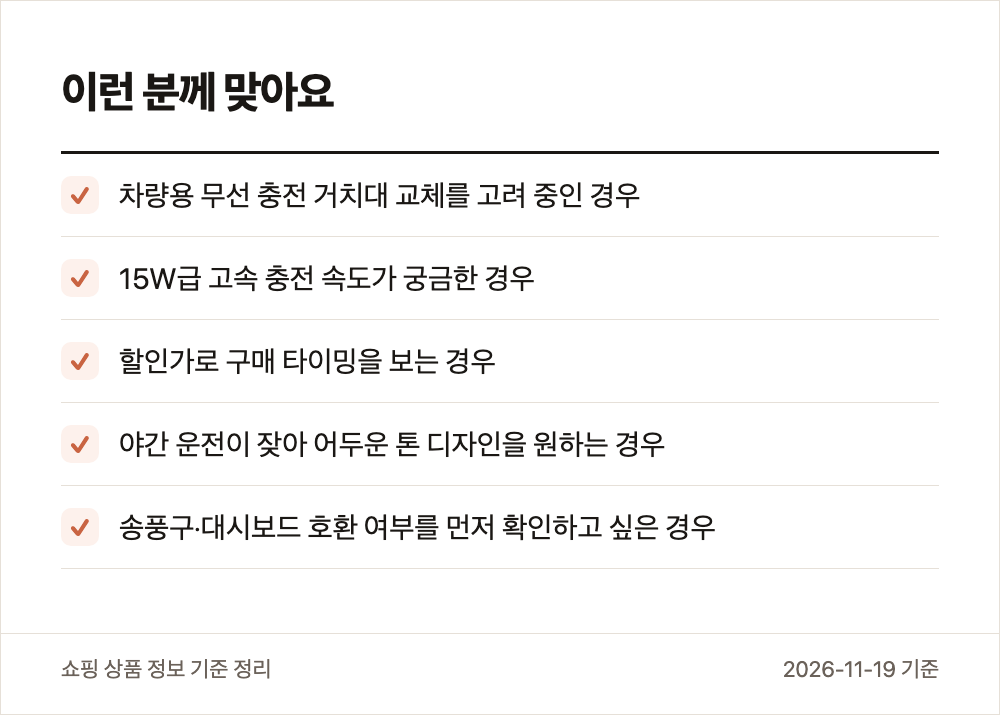 이런 분께 맞아요
차량용 무선 충전 거치대 교체를 고려 중인 경우
15W급 고속 충전 속도가 궁금한 경우
할인가로 구매 타이밍을 보는 경우
야간 운전이 잦아 어두운 톤 디자인을 원하는 경우
송풍구·대시보드 호환 여부를 먼저 확인하고 싶은 경우
쇼핑 상품 정보 기준 정리
2026-11-19 기준